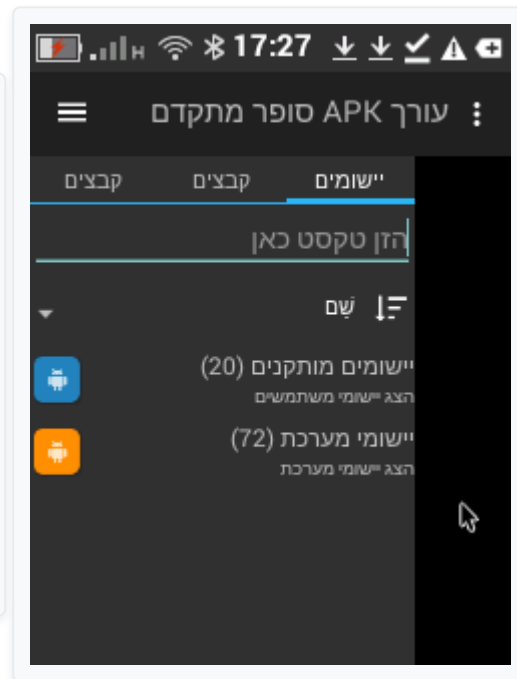 H 17:27
עורך APK סופר מתקדם
יישומים קבצים קבצים
הזן טקסט כאן
שֵׁם
יישומים מותקנים (20)
הצג יישומי משתמשים
יישומי מערכת (72)
הצג יישומי מערכת